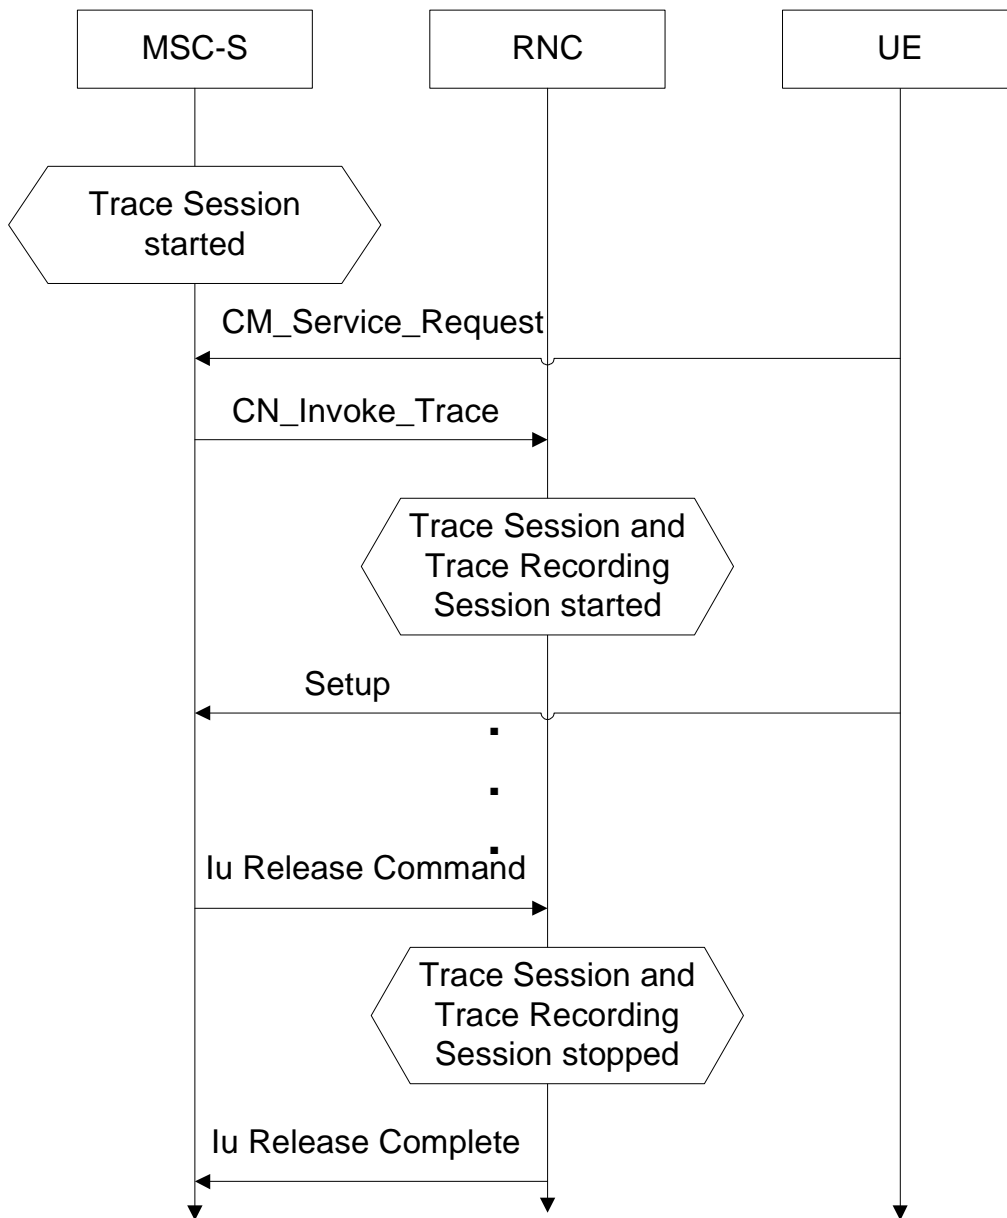 MSC-S
RNC
UE
Trace Session
started
CM_Service_Request
CN_Invoke_Trace
Trace Session and
Trace Recording
Session started
Setup
Iu Release Command
Trace Session and
Trace Recording
Session stopped
Iu Release Complete